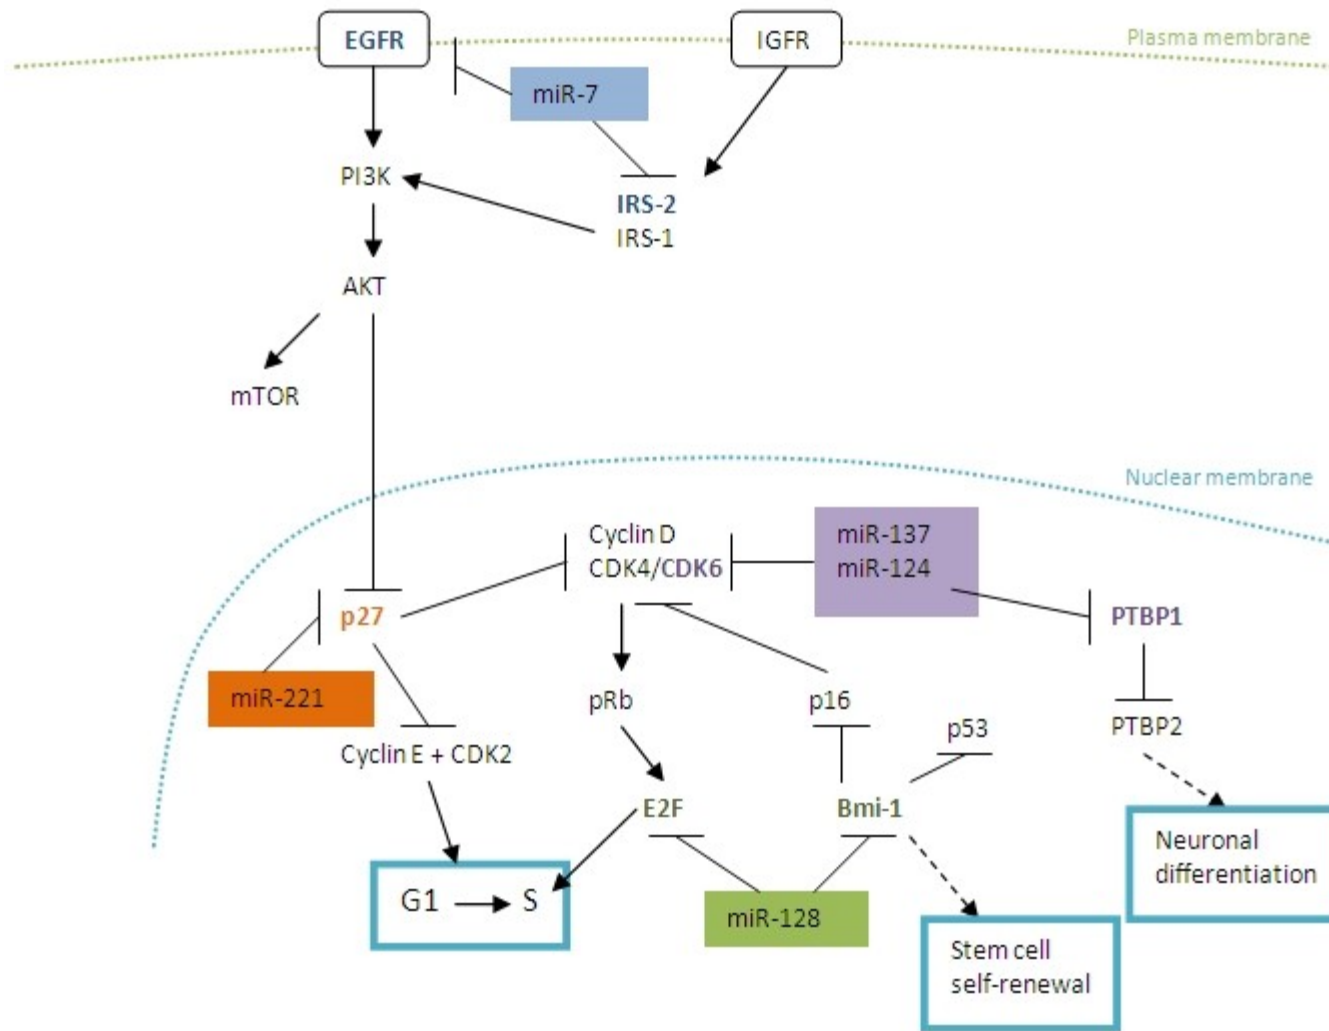 EGFR
IGFR
Plasma membrane
miR-7
PI3K
IRS-2
IRS-1
AKT
mTOR
Nuclear membrane
Cyclin D
CDK4/CDK6
miR-137
miR-124
p27
PTBP1
miR-221
pRb
p16
p53
PTBP2
Cyclin E + CDK2
E2F
Bmi-1
Neuronal
differentiation
G1 S
miR-128
Stem cell
self-renewal